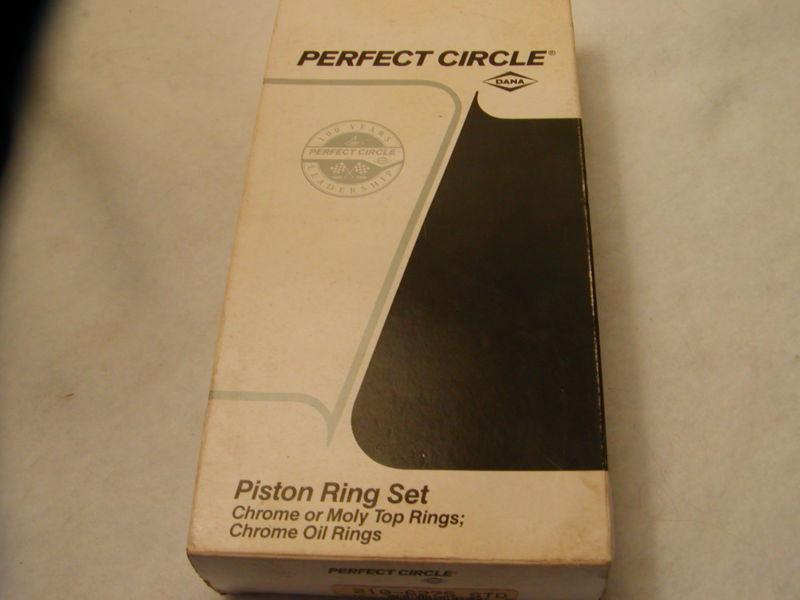 PERFECT CIRCLE®
DANA
100 YEARS
PERFECT CIRCLE
LEADERSHIP
Piston Ring Set
Chrome or Moly Top Rings;
Chrome Oil Rings
PERFECT CIRCLE®
STD